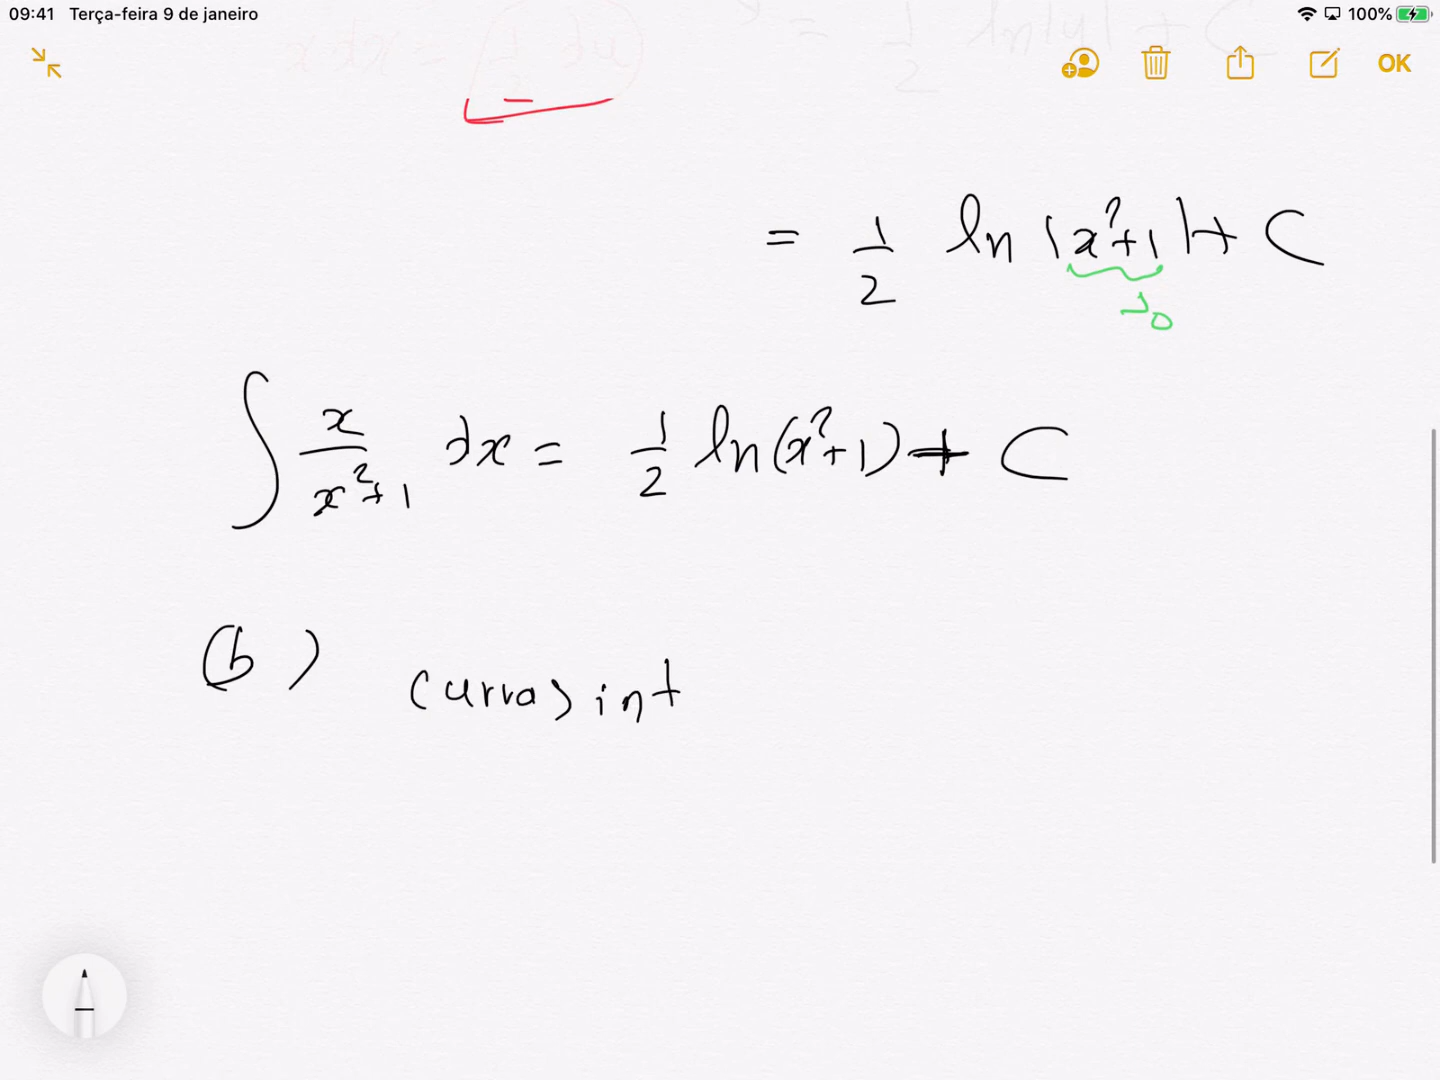 09:41 Terça-feira 9 de janeiro 100%
OK
= 1/2 ln |x²+1| + C
>0
∫ x/(x²+1) dx = 1/2 ln(x²+1) + C
(b) curvas int